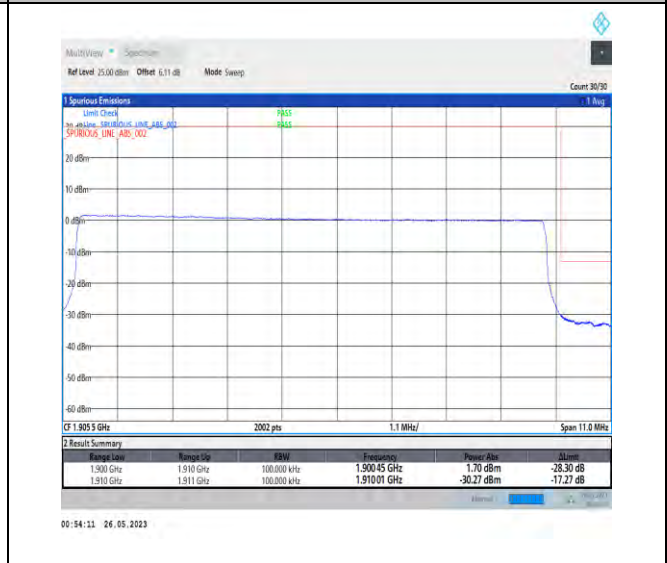 MultiView Spectrum
Ref Level 25.00 dBm Offset 6.11 dB Mode Sweep
Count 30/30
1 Spurious Emissions
1 Avg
Limit Check PASS
Line _SPURIOUS_LINE_ABS_002 PASS
_SPURIOUS_LINE_ABS_002
20 dBm
10 dBm
0 dBm
-10 dBm
-20 dBm
-30 dBm
-40 dBm
-50 dBm
-60 dBm
CF 1.905 5 GHz 2002 pts 1.1 MHz/ Span 11.0 MHz
2 Result Summary
Range Low Range Up RBW Frequency Power Abs ΔLimit
1.900 GHz 1.910 GHz 100.000 kHz 1.90045 GHz 1.70 dBm -28.30 dB
1.910 GHz 1.911 GHz 100.000 kHz 1.91001 GHz -30.27 dBm -17.27 dB
00:54:11 26.05.2023